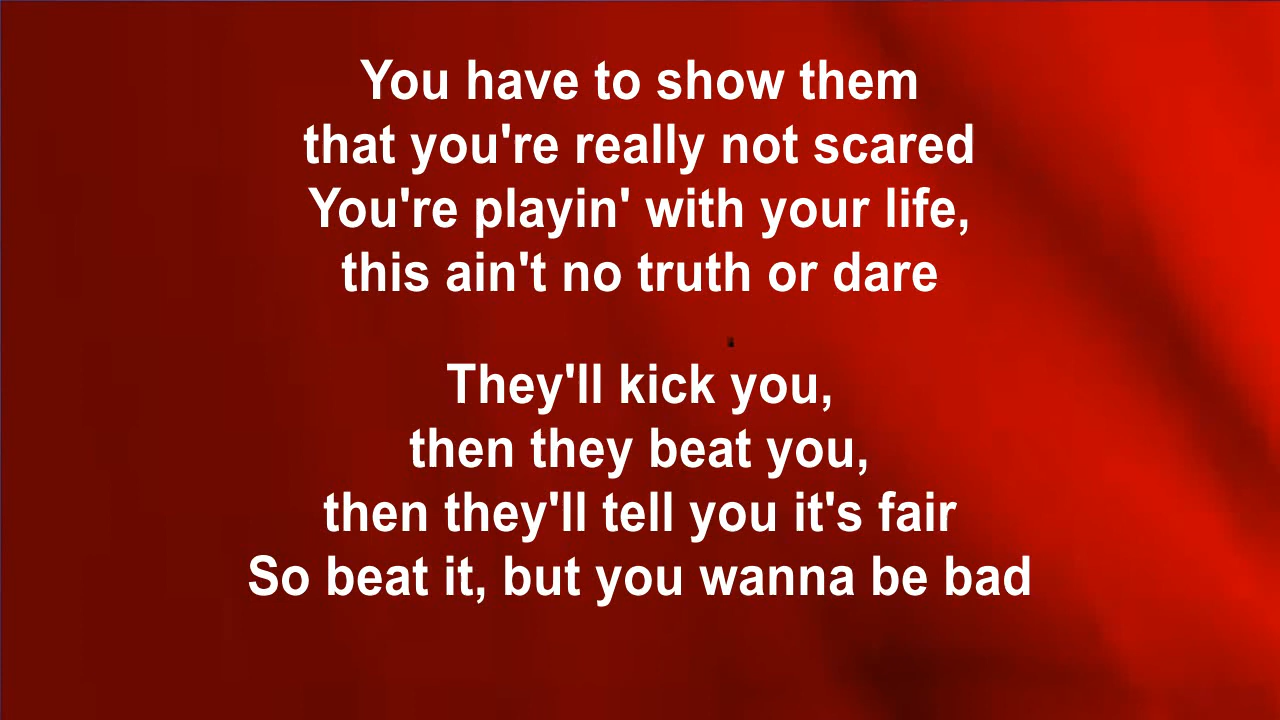 You have to show them
that you're really not scared
You're playin' with your life,
this ain't no truth or dare
They'll kick you,
then they beat you,
then they'll tell you it's fair
So beat it, but you wanna be bad